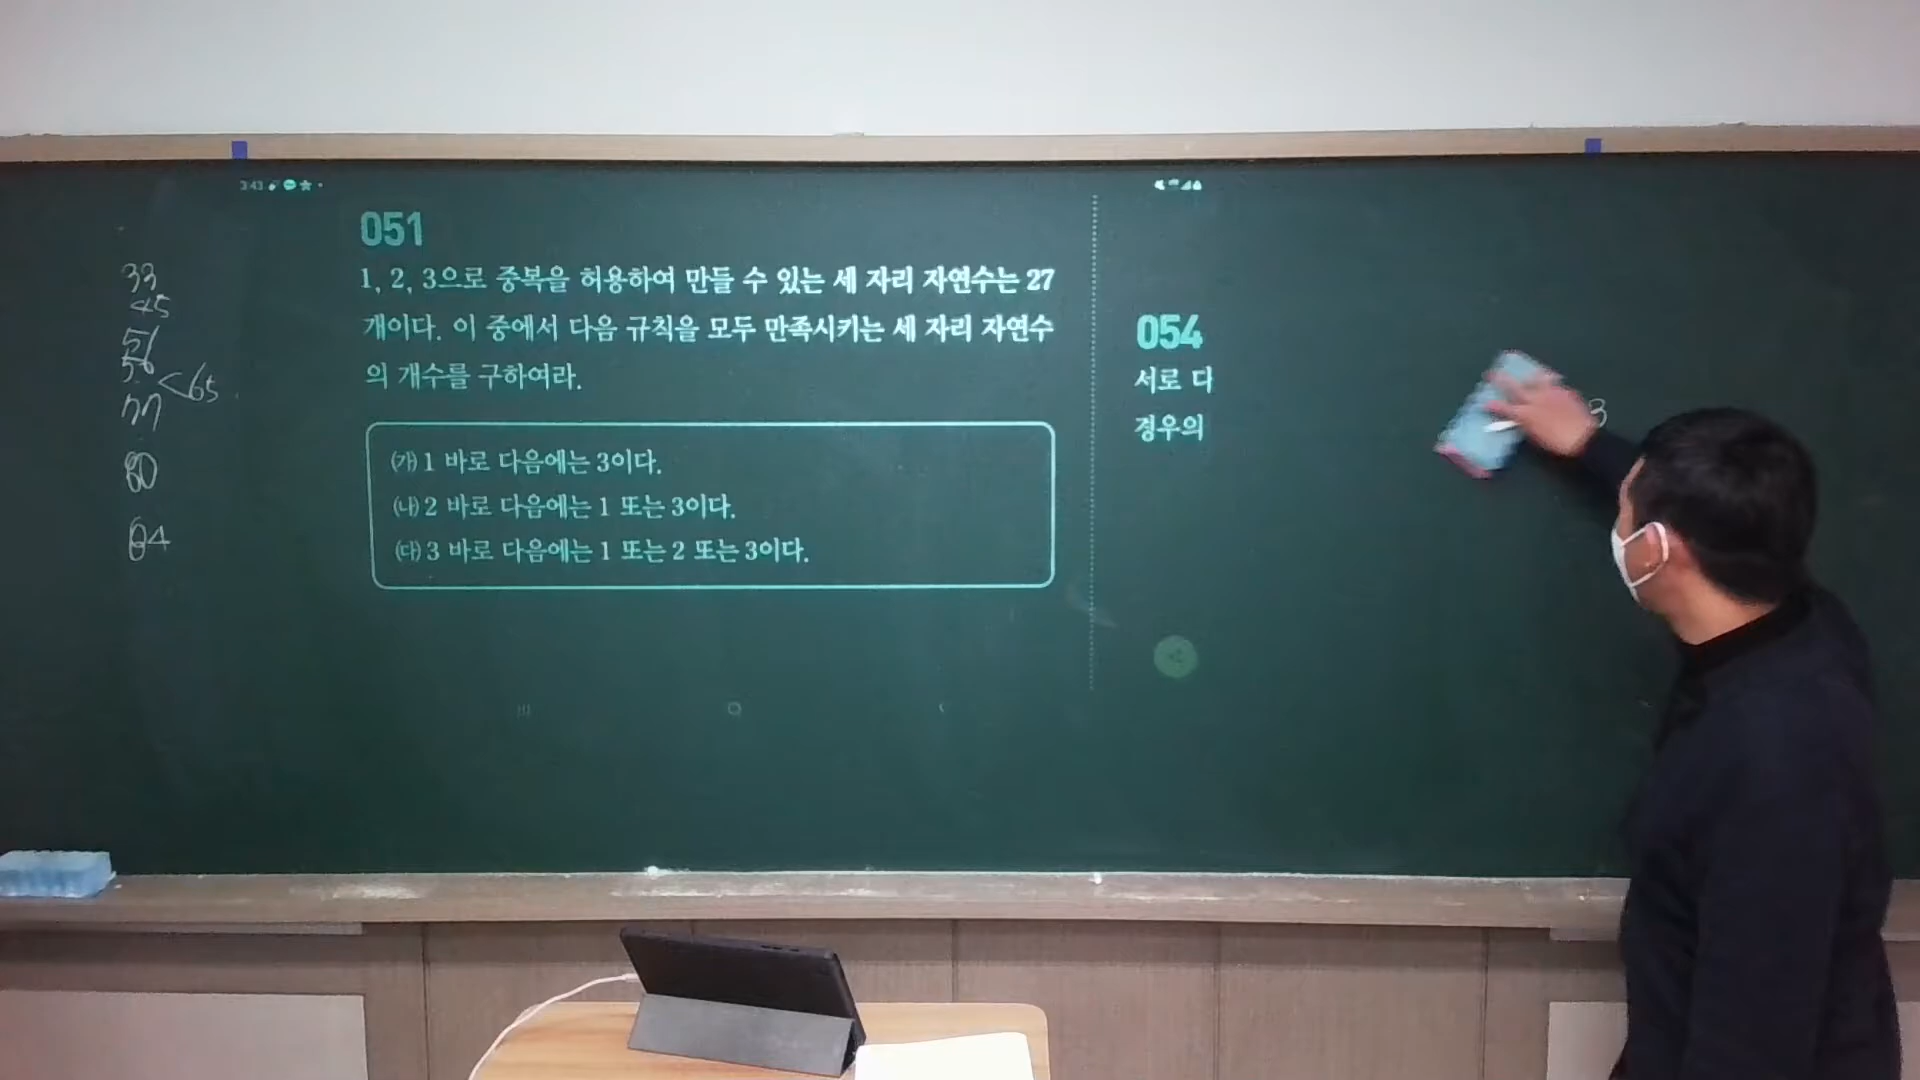 3:43
051
1, 2, 3으로 중복을 허용하여 만들 수 있는 세 자리 자연수는 27
개이다. 이 중에서 다음 규칙을 모두 만족시키는 세 자리 자연수
의 개수를 구하여라.
㈎ 1 바로 다음에는 3이다.
㈏ 2 바로 다음에는 1 또는 3이다.
㈐ 3 바로 다음에는 1 또는 2 또는 3이다.
054
서로 다
경우의
33
45
51
56
<65
77
80
84
3